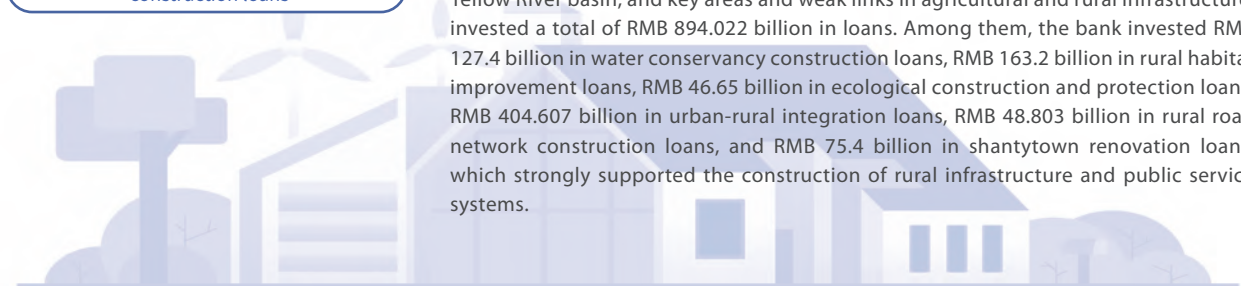 construction loans
Yellow River basin, and key areas and weak links in agricultural and rural infrastructure
invested a total of RMB 894.022 billion in loans. Among them, the bank invested RM
127.4 billion in water conservancy construction loans, RMB 163.2 billion in rural habita
improvement loans, RMB 46.65 billion in ecological construction and protection loan
RMB 404.607 billion in urban-rural integration loans, RMB 48.803 billion in rural roa
network construction loans, and RMB 75.4 billion in shantytown renovation loan
which strongly supported the construction of rural infrastructure and public servic
systems.